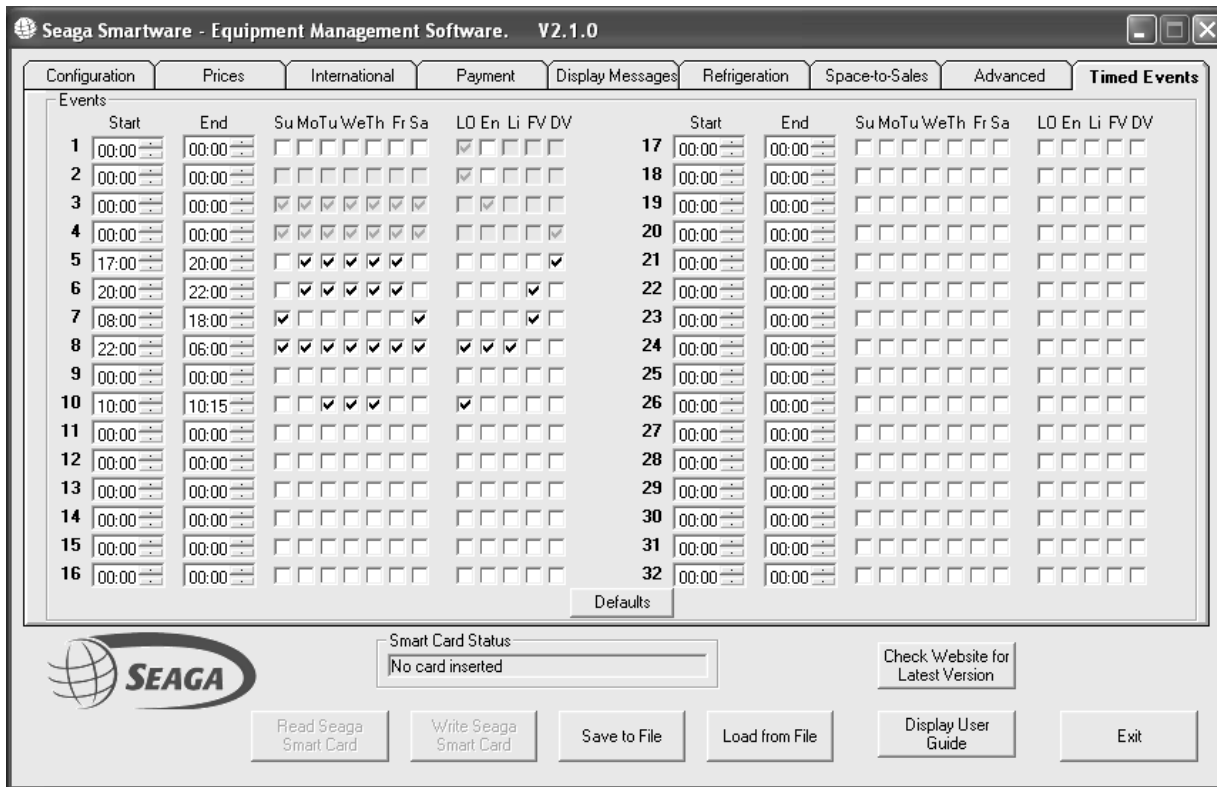 Seaga Smartware - Equipment Management Software. V2.1.0
Configuration Prices International Payment Display Messages Refrigeration Space-to-Sales Advanced Timed Events
Events
Start End Su Mo Tu We Th Fr Sa LO En Li FV DV Start End Su Mo Tu We Th Fr Sa LO En Li FV DV
1 00:00 00:00 17 00:00 00:00
2 00:00 00:00 18 00:00 00:00
3 00:00 00:00 19 00:00 00:00
4 00:00 00:00 20 00:00 00:00
5 17:00 20:00 21 00:00 00:00
6 20:00 22:00 22 00:00 00:00
7 08:00 18:00 23 00:00 00:00
8 22:00 06:00 24 00:00 00:00
9 00:00 00:00 25 00:00 00:00
10 10:00 10:15 26 00:00 00:00
11 00:00 00:00 27 00:00 00:00
12 00:00 00:00 28 00:00 00:00
13 00:00 00:00 29 00:00 00:00
14 00:00 00:00 30 00:00 00:00
15 00:00 00:00 31 00:00 00:00
16 00:00 00:00 32 00:00 00:00
Defaults
SEAGA
Smart Card Status
No card inserted
Check Website for
Latest Version
Read Seaga
Smart Card
Write Seaga
Smart Card
Save to File
Load from File
Display User
Guide
Exit